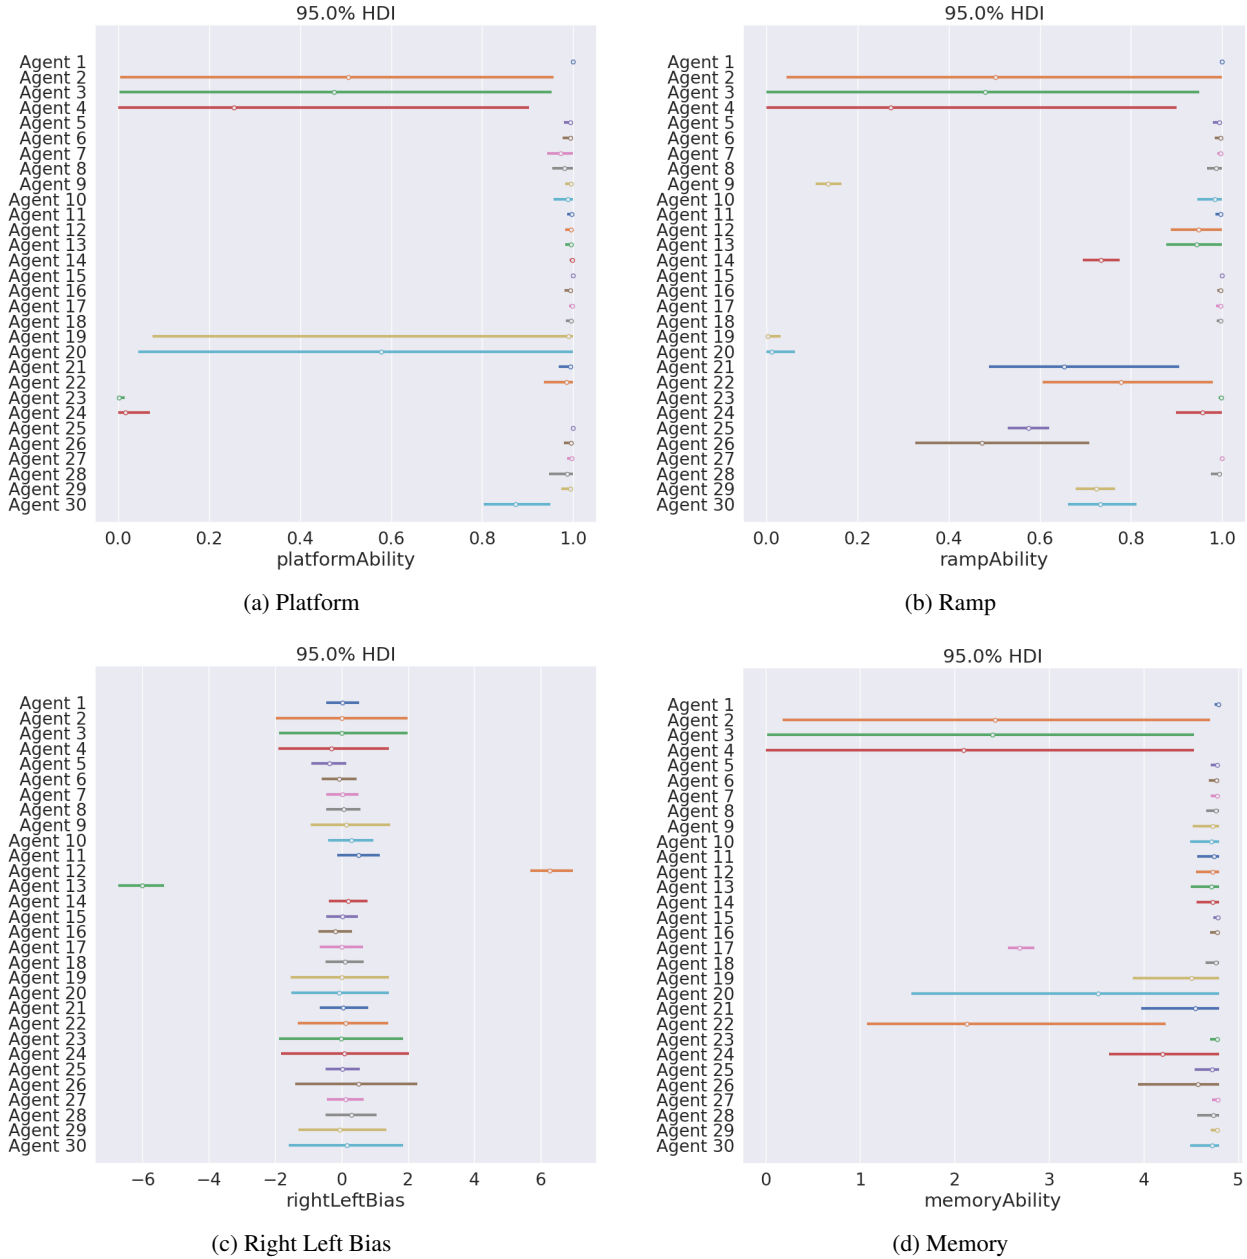 95.0% HDI
Agent 1
Agent 2
Agent 3
Agent 4
Agent 5
Agent 6
Agent 7
Agent 8
Agent 9
Agent 10
Agent 11
Agent 12
Agent 13
Agent 14
Agent 15
Agent 16
Agent 17
Agent 18
Agent 19
Agent 20
Agent 21
Agent 22
Agent 23
Agent 24
Agent 25
Agent 26
Agent 27
Agent 28
Agent 29
Agent 30
0.0 0.2 0.4 0.6 0.8 1.0
platformAbility
(a) Platform
95.0% HDI
Agent 1
Agent 2
Agent 3
Agent 4
Agent 5
Agent 6
Agent 7
Agent 8
Agent 9
Agent 10
Agent 11
Agent 12
Agent 13
Agent 14
Agent 15
Agent 16
Agent 17
Agent 18
Agent 19
Agent 20
Agent 21
Agent 22
Agent 23
Agent 24
Agent 25
Agent 26
Agent 27
Agent 28
Agent 29
Agent 30
0.0 0.2 0.4 0.6 0.8 1.0
rampAbility
(b) Ramp
95.0% HDI
Agent 1
Agent 2
Agent 3
Agent 4
Agent 5
Agent 6
Agent 7
Agent 8
Agent 9
Agent 10
Agent 11
Agent 12
Agent 13
Agent 14
Agent 15
Agent 16
Agent 17
Agent 18
Agent 19
Agent 20
Agent 21
Agent 22
Agent 23
Agent 24
Agent 25
Agent 26
Agent 27
Agent 28
Agent 29
Agent 30
−6 −4 −2 0 2 4 6
rightLeftBias
(c) Right Left Bias
95.0% HDI
Agent 1
Agent 2
Agent 3
Agent 4
Agent 5
Agent 6
Agent 7
Agent 8
Agent 9
Agent 10
Agent 11
Agent 12
Agent 13
Agent 14
Agent 15
Agent 16
Agent 17
Agent 18
Agent 19
Agent 20
Agent 21
Agent 22
Agent 23
Agent 24
Agent 25
Agent 26
Agent 27
Agent 28
Agent 29
Agent 30
0 1 2 3 4 5
memoryAbility
(d) Memory